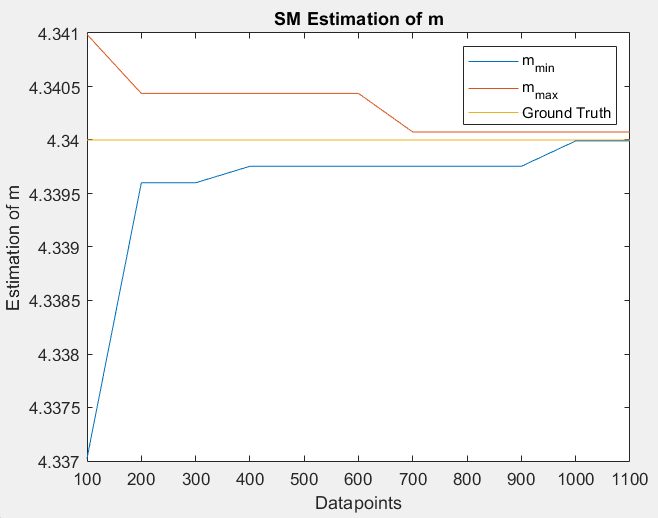 SM Estimation of m
4.341
4.3405
4.34
4.3395
4.339
4.3385
4.338
4.3375
4.337
Estimation of m
m_min
m_max
Ground Truth
100 200 300 400 500 600 700 800 900 1000 1100
Datapoints